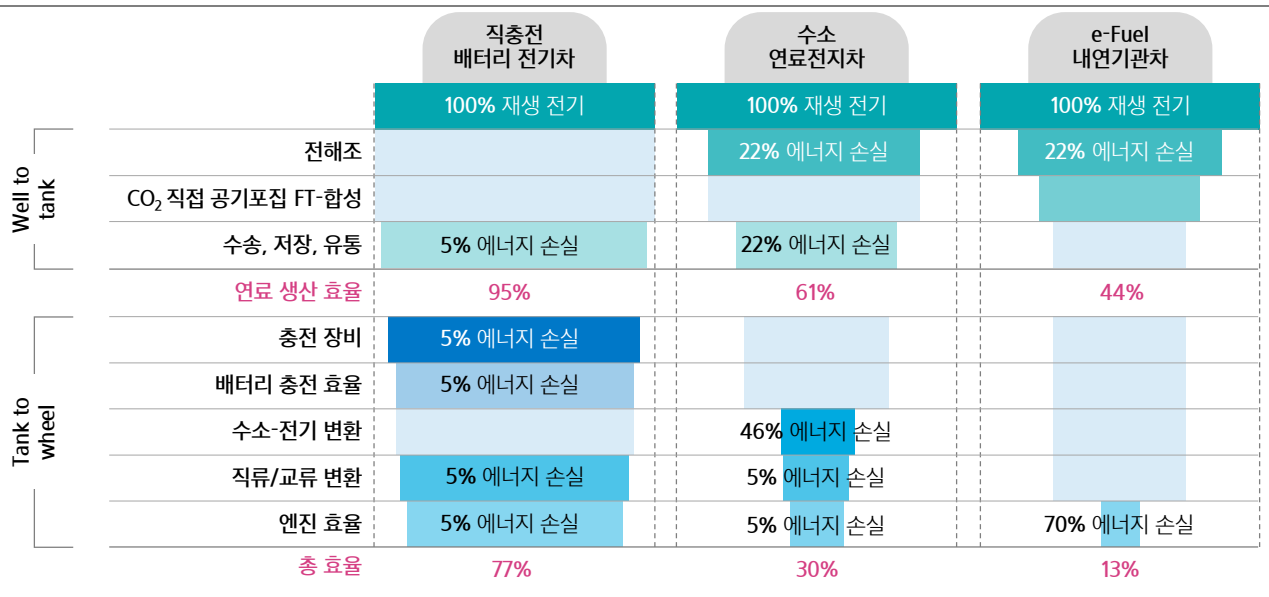 직충전
배터리 전기차
수소
연료전지차
e-Fuel
내연기관차
100% 재생 전기
100% 재생 전기
100% 재생 전기
Well to
tank
전해조
22% 에너지 손실
22% 에너지 손실
CO₂ 직접 공기포집 FT-합성
수송, 저장, 유통
5% 에너지 손실
22% 에너지 손실
연료 생산 효율
95%
61%
44%
Tank to
wheel
충전 장비
5% 에너지 손실
배터리 충전 효율
5% 에너지 손실
수소-전기 변환
46% 에너지 손실
직류/교류 변환
5% 에너지 손실
5% 에너지 손실
엔진 효율
5% 에너지 손실
5% 에너지 손실
70% 에너지 손실
총 효율
77%
30%
13%